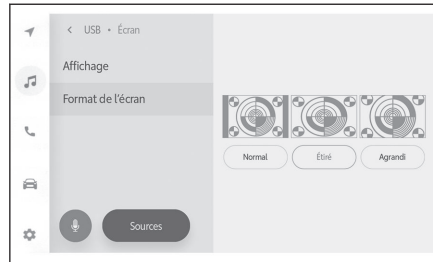 USB • Écran
Affichage
Format de l'écran
Normal
Étiré
Agrandi
Sources